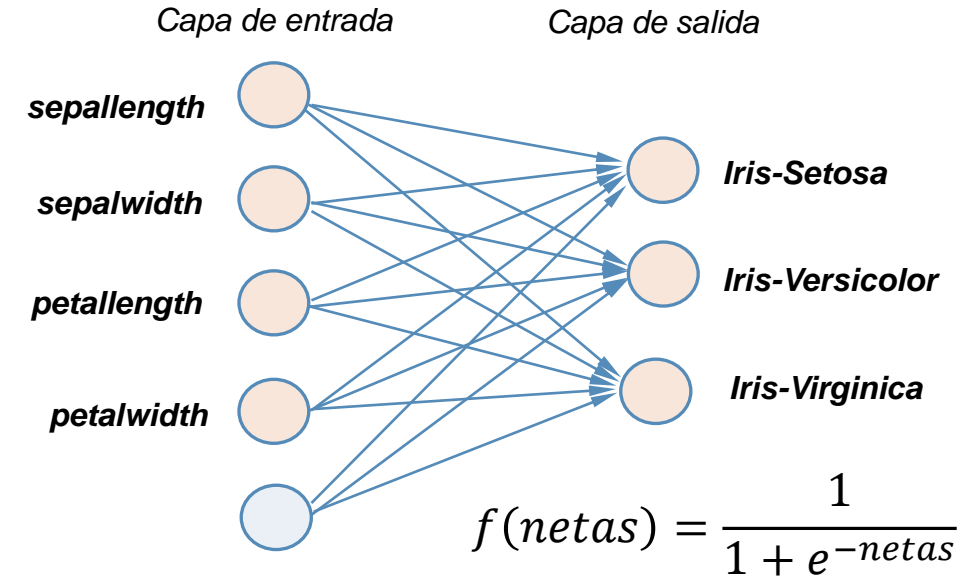 Capa de entrada
Capa de salida
sepallength
sepalwidth
petallength
petalwidth
Iris-Setosa
Iris-Versicolor
Iris-Virginica
f(netas) = \frac{1}{1 + e^{-netas}}